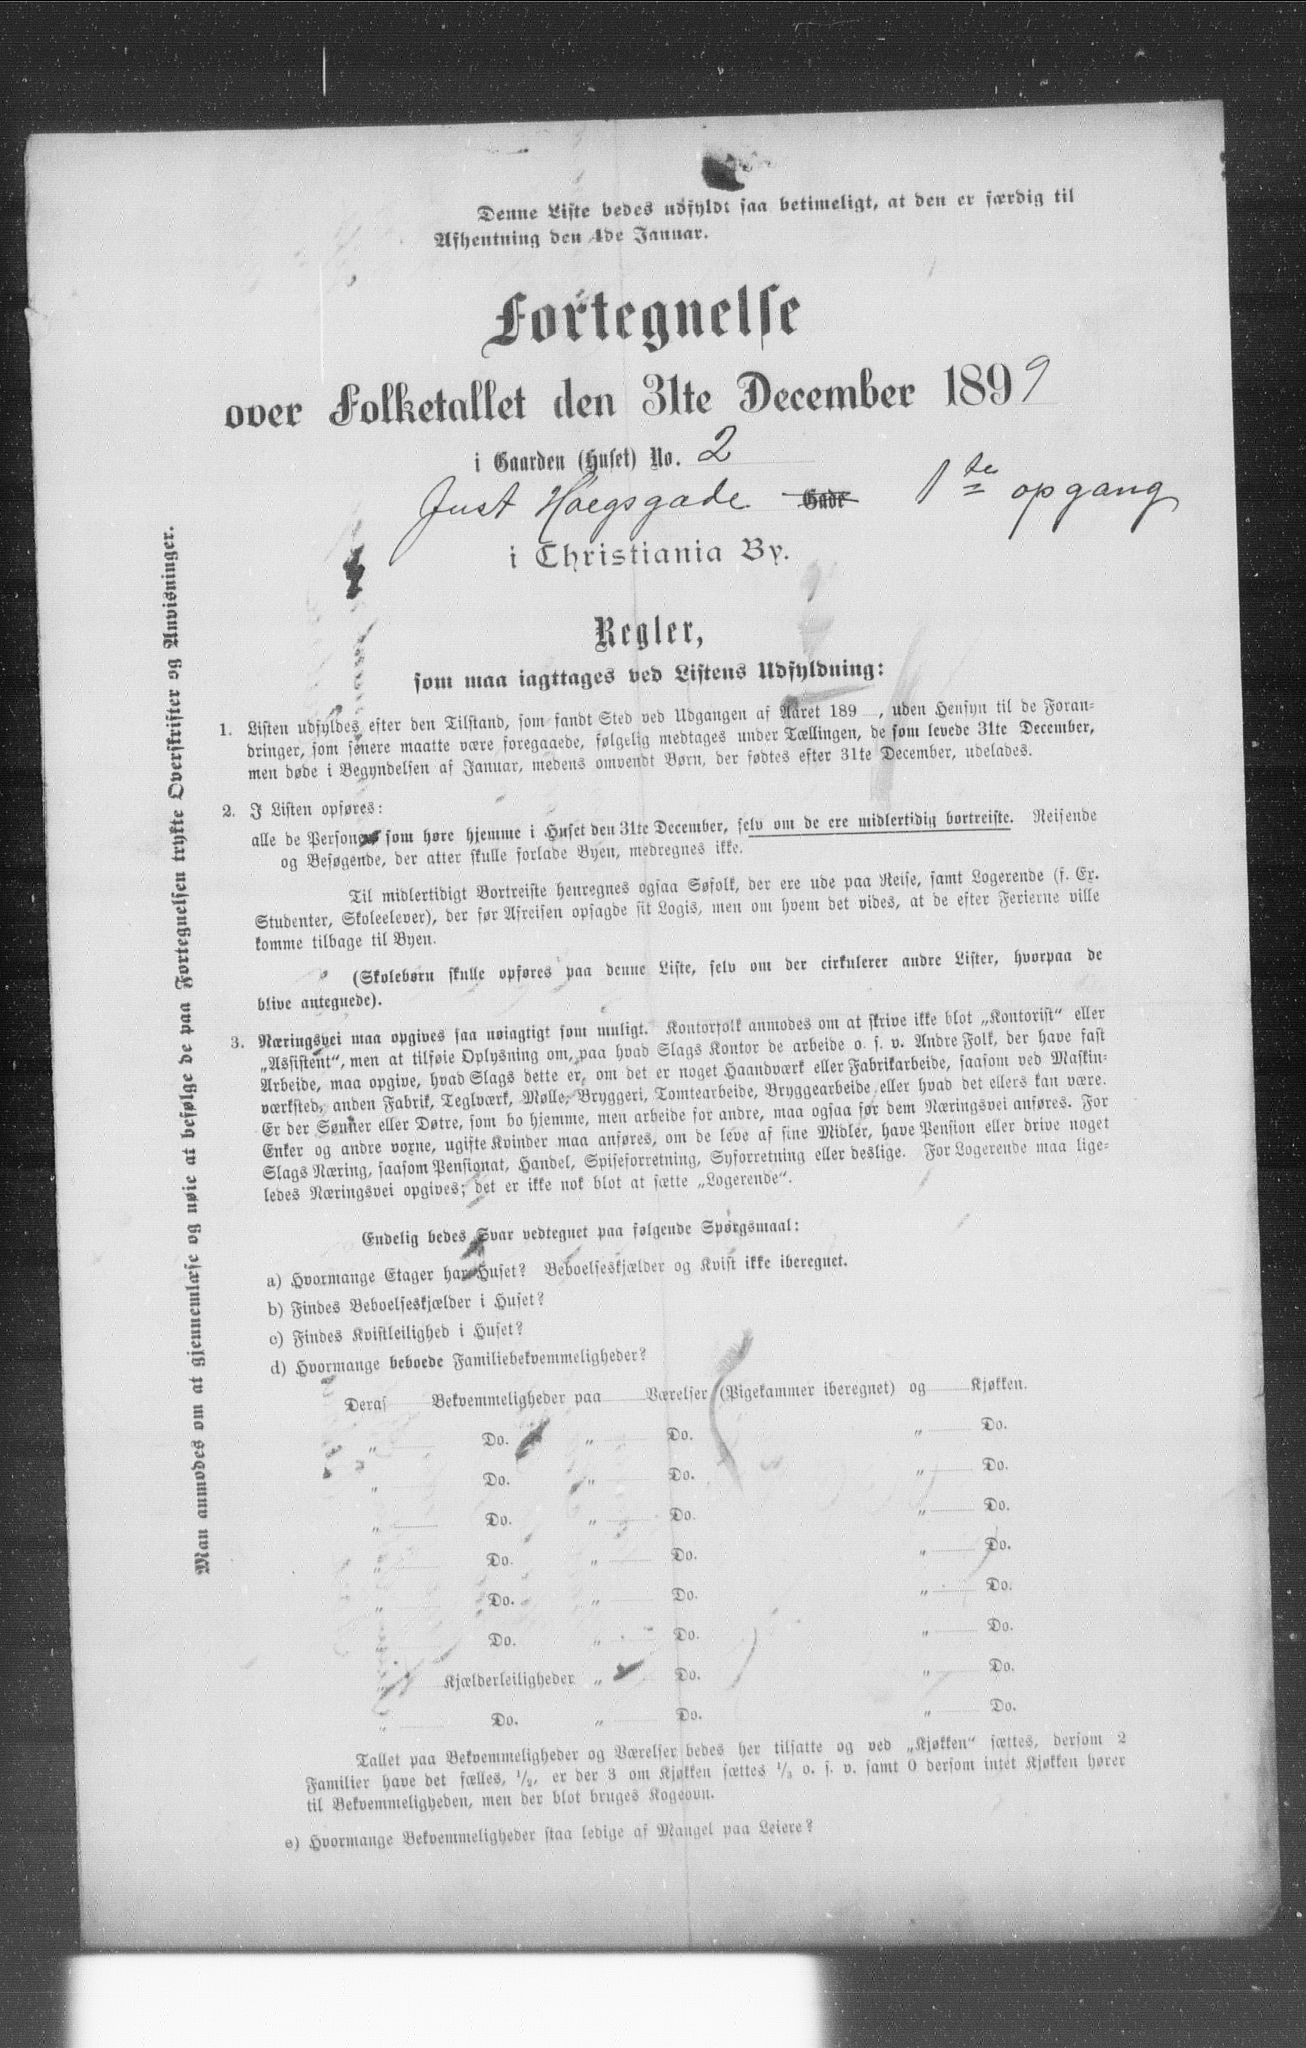 Denne Liste bedes udfyldt saa betimeligt, at den er færdig til
Afhentning den 4de Januar.
Fortegnelse
over Folketallet den 31te December 1899
i Gaarden (Huset) No. 2
Just Høegsgade Gade 1te opgang
i Christiania By.
Regler,
som maa iagttages ved Listens Udfyldning:
1. Listen udfyldes efter den Tilstand, som fandt Sted ved Udgangen af Aaret 189 , uden Hensyn til de Foran-
dringer, som senere maatte være foregaaede, følgelig medtages under Tællingen, de som levede 31te December,
men døde i Begyndelsen af Januar, medens omvendt Børn, der fødtes efter 31te December, udelades.
2. I Listen opføres:
alle de Personer som høre hjemme i Huset den 31te December, selv om de ere midlertidig bortreiste. Reisende
og Besøgende, der atter skulle forlade Byen, medregnes ikke.
Til midlertidigt Bortreiste henregnes ogsaa Søfolk, der ere ude paa Reise, samt Logerende (f. Ex.
Studenter, Skoleelever), der før Afreisen opsagde sit Logis, men om hvem det vides, at de efter Ferierne ville
komme tilbage til Byen.
(Skolebørn skulle opføres paa denne Liste, selv om der cirkulerer andre Lister, hvorpaa de
blive antegnede).
3. Næringsvei maa opgives saa nøiagtigt som muligt. Kontorfolk anmodes om at skrive ikke blot „Kontorist“ eller
„Assistent“, men at tilføie Oplysning om, paa hvad Slags Kontor de arbeide o. s. v. Andre Folk, der have fast
Arbeide, maa opgive, hvad Slags dette er, om det er noget Haandværk eller Fabrikarbeide, saasom ved Maskin-
værksted, anden Fabrik, Teglværk, Mølle, Bryggeri, Tomtearbeide, Bryggearbeide eller hvad det ellers kan være.
Er der Sønner eller Døtre, som bo hjemme, men arbeide for andre, maa ogsaa for dem Næringsvei anføres. For
Enker og andre voxne, ugifte Kvinder maa anføres, om de leve af sine Midler, have Pension eller drive noget
Slags Næring, saasom Pensionat, Handel, Spiseforretning, Syforretning eller deslige. For Logerende maa lige-
ledes Næringsvei opgives; det er ikke nok blot at sætte „Logerende“.
Endelig bedes Svar vedtegnet paa følgende Spørgsmaal:
a) Hvormange Etager har Huset? Beboelseskjælder og Kvist ikke iberegnet.
b) Findes Beboelseskjælder i Huset?
c) Findes Kvistleilighed i Huset?
d) Hvormange beboede Familiebekvemmeligheder?
Deraf Bekvemmeligheder paa Værelser (Pigekammer iberegnet) og Kjøkken.
„ Do. „ Do. „ Do.
„ Do. „ Do. „ Do.
„ Do. „ Do. „ Do.
„ Do. „ Do. „ Do.
„ Do. „ Do. „ Do.
„ Do. „ Do. „ Do.
„ Kjælderleiligheder „ Do. „ Do.
„ Do. „ Do. „ Do.
Tallet paa Bekvemmeligheder og Værelser bedes her tilsatte og ved „Kjøkken“ sættes, dersom 2
Familier have det fælles, 1/2, er der 3 om Kjøkken sættes 1/3 o. s. v. samt 0 dersom intet Kjøkken hører
til Bekvemmeligheden, men der blot bruges Kogeovn.
e) Hvormange Bekvemmeligheder staa ledige af Mangel paa Leiere?
Man anmodes om at gjennemlæse og nøie at befølge de paa Fortegnelsen trykte Overskrifter og Anvisninger.